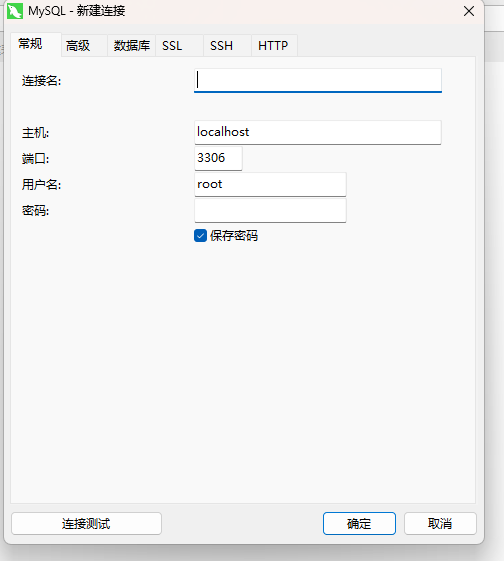 MySQL - 新建连接
常规 高级 数据库 SSL SSH HTTP
连接名:
主机: localhost
端口: 3306
用户名: root
密码:
保存密码
连接测试 确定 取消